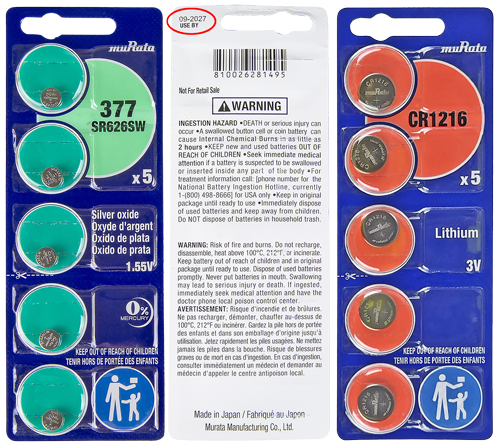 muRata
377
SR626SW
x5
Silver oxide
Oxyde d'argent
Oxido de plata
Óxido de prata
1.55V
0%
MERCURY
KEEP OUT OF REACH OF CHILDREN
TENIR HORS DE PORTÉE DES ENFANTS
09-2027
USE BY
810026281495
Not For Retail Sale
WARNING
INGESTION HAZARD •DEATH or serious injury can
occur •A swallowed button cell or coin battery can
cause Internal Chemical Burns in as little as
2 hours •KEEP new and used batteries OUT OF
REACH OF CHILDREN •Seek immediate medical
attention if a battery is suspected to be swallowed
or inserted inside any part of the body •For
treatment information call: [phone number for the
National Battery Ingestion Hotline, currently
1-(800) 498-8666] for USA only •Keep in original
package until ready to use •Immediately dispose
of used batteries and keep away from children.
Do NOT dispose of batteries in household trash.
WARNING: Risk of fire and burns. Do not recharge,
disassemble, heat above 100°C, 212°F, or incinerate.
Keep battery out of reach of children and in original
package until ready to use. Dispose of used batteries
promptly. Never put batteries in mouth. Swallowing
may lead to serious injury or death. If ingested,
immediately seek medical attention and have the
doctor phone local poison control center.
AVERTISSEMENT: Risque d'incendie et de brûlures.
Ne pas recharger, démonter, chauffer au-dessus de
100°C, 212°F ou incinérer. Gardez la pile hors de portée
des enfants et dans son emballage d'origine jusqu'à
l'utilisation. Jetez rapidement les piles usagées. Ne mettez
jamais les piles dans la bouche. Risque de blessures
graves ou de mort en cas d'ingestion. En cas d'ingestion,
consulter immédiatement un médecin et demander au
médecin d'appeler le centre antipoison local.
Made in Japan / Fabriqué au Japon
Murata Manufacturing Co., Ltd.
muRata
CR1216
x5
Lithium
3V
KEEP OUT OF REACH OF CHILDREN
TENIR HORS DE PORTÉE DES ENFANTS